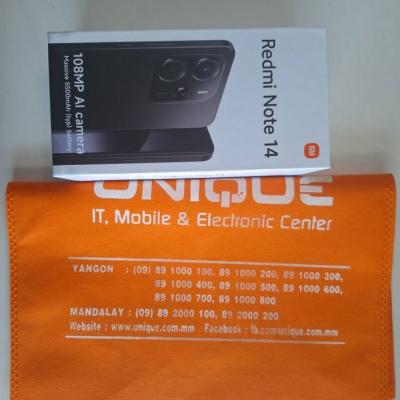 Redmi Note 14
108MP AI camera
Massive 5500mAh (typ) battery
UNIQUE
IT, Mobile & Electronic Center
YANGON : (09) 89 1000 100, 89 1000 200, 89 1000 300,
89 1000 400, 89 1000 500, 89 1000 600,
89 1000 700, 89 1000 800
MANDALAY : (09) 89 2000 100, 89 2000 200
Website : www.unique.com.mm Facebook : fb.com/unique.com.mm